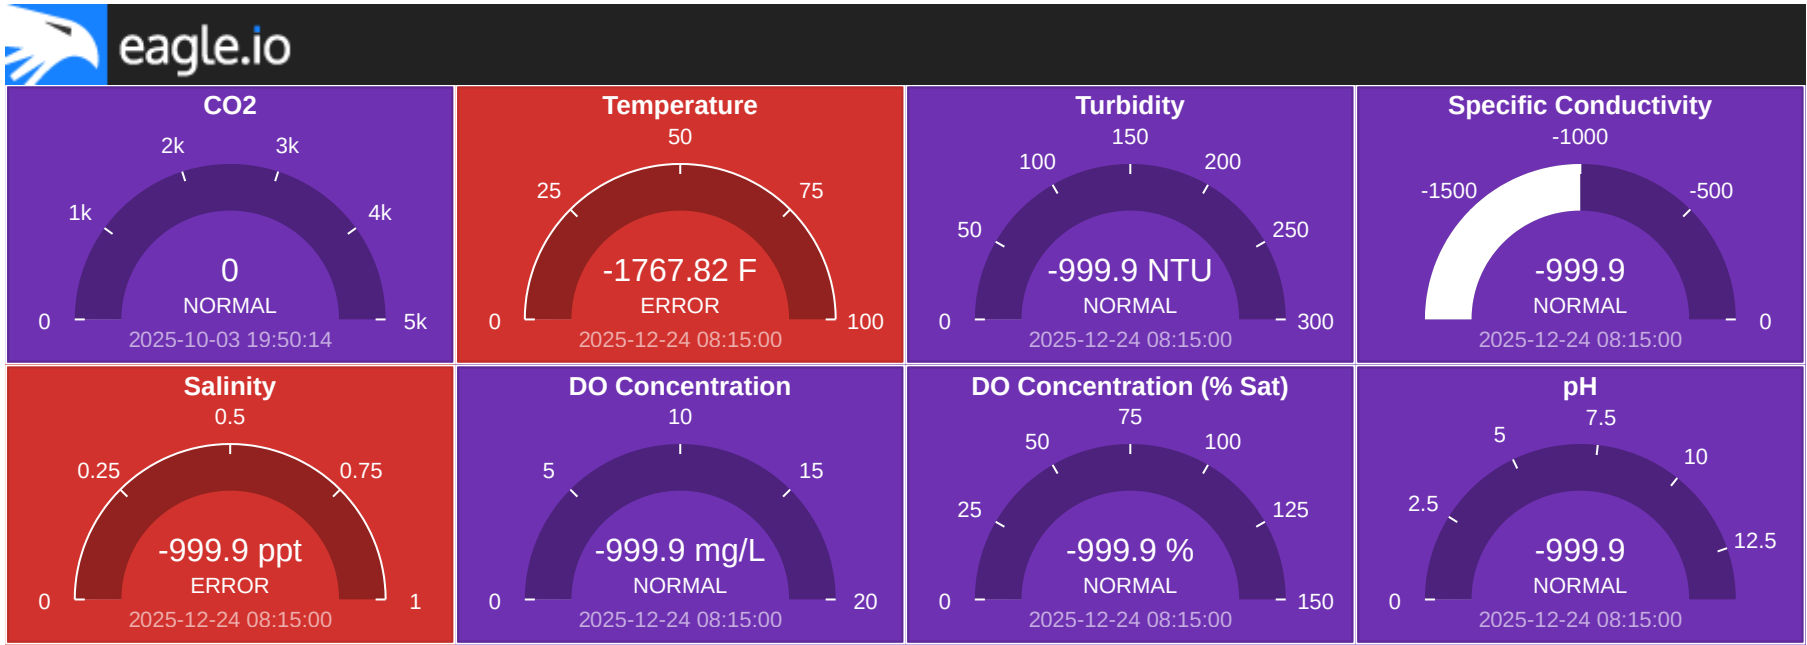 eagle.io
CO2
2k
3k
1k
4k
0
NORMAL
0
5k
2025-10-03 19:50:14
Temperature
50
25
75
-1767.82 F
ERROR
0
100
2025-12-24 08:15:00
Turbidity
150
100
200
50
250
-999.9 NTU
NORMAL
0
300
2025-12-24 08:15:00
Specific Conductivity
-1000
-1500
-500
-999.9
NORMAL
0
2025-12-24 08:15:00
Salinity
0.5
0.25
0.75
-999.9 ppt
ERROR
0
1
2025-12-24 08:15:00
DO Concentration
10
5
15
-999.9 mg/L
NORMAL
0
20
2025-12-24 08:15:00
DO Concentration (% Sat)
75
50
100
25
125
-999.9 %
NORMAL
0
150
2025-12-24 08:15:00
pH
7.5
5
10
2.5
12.5
-999.9
NORMAL
0
2025-12-24 08:15:00